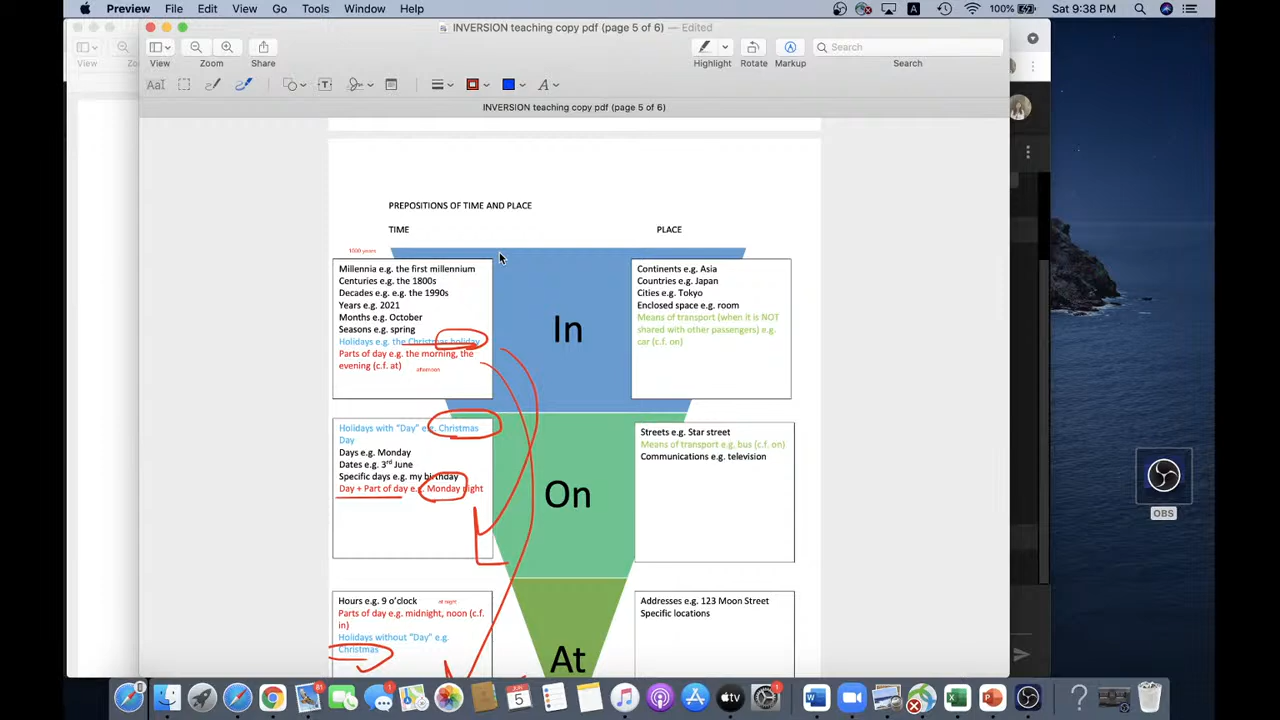 Preview File Edit View Go Tools Window Help
100% Sat 9:38 PM
INVERSION teaching copy pdf (page 5 of 6) — Edited
View
View Zoom Share
Highlight Rotate Markup Search
Search
INVERSION teaching copy pdf (page 5 of 6)
PREPOSITIONS OF TIME AND PLACE
TIME PLACE
1000 years
Millennia e.g. the first millennium
Centuries e.g. the 1800s
Decades e.g. e.g. the 1990s
Years e.g. 2021
Months e.g. October
Seasons e.g. spring
Holidays e.g. the Christmas holiday
Parts of day e.g. the morning, the
evening (c.f. at)
afternoon
In
Continents e.g. Asia
Countries e.g. Japan
Cities e.g. Tokyo
Enclosed space e.g. room
Means of transport (when it is NOT
shared with other passengers) e.g.
car (c.f. on)
Holidays with "Day" e.g. Christmas
Day
Days e.g. Monday
Dates e.g. 3rd June
Specific days e.g. my birthday
Day + Part of day e.g. Monday night
On
Streets e.g. Star street
Means of transport e.g. bus (c.f. on)
Communications e.g. television
Hours e.g. 9 o'clock
at night
Parts of day e.g. midnight, noon (c.f.
in)
Holidays without "Day" e.g.
Christmas
At
Addresses e.g. 123 Moon Street
Specific locations
OBS